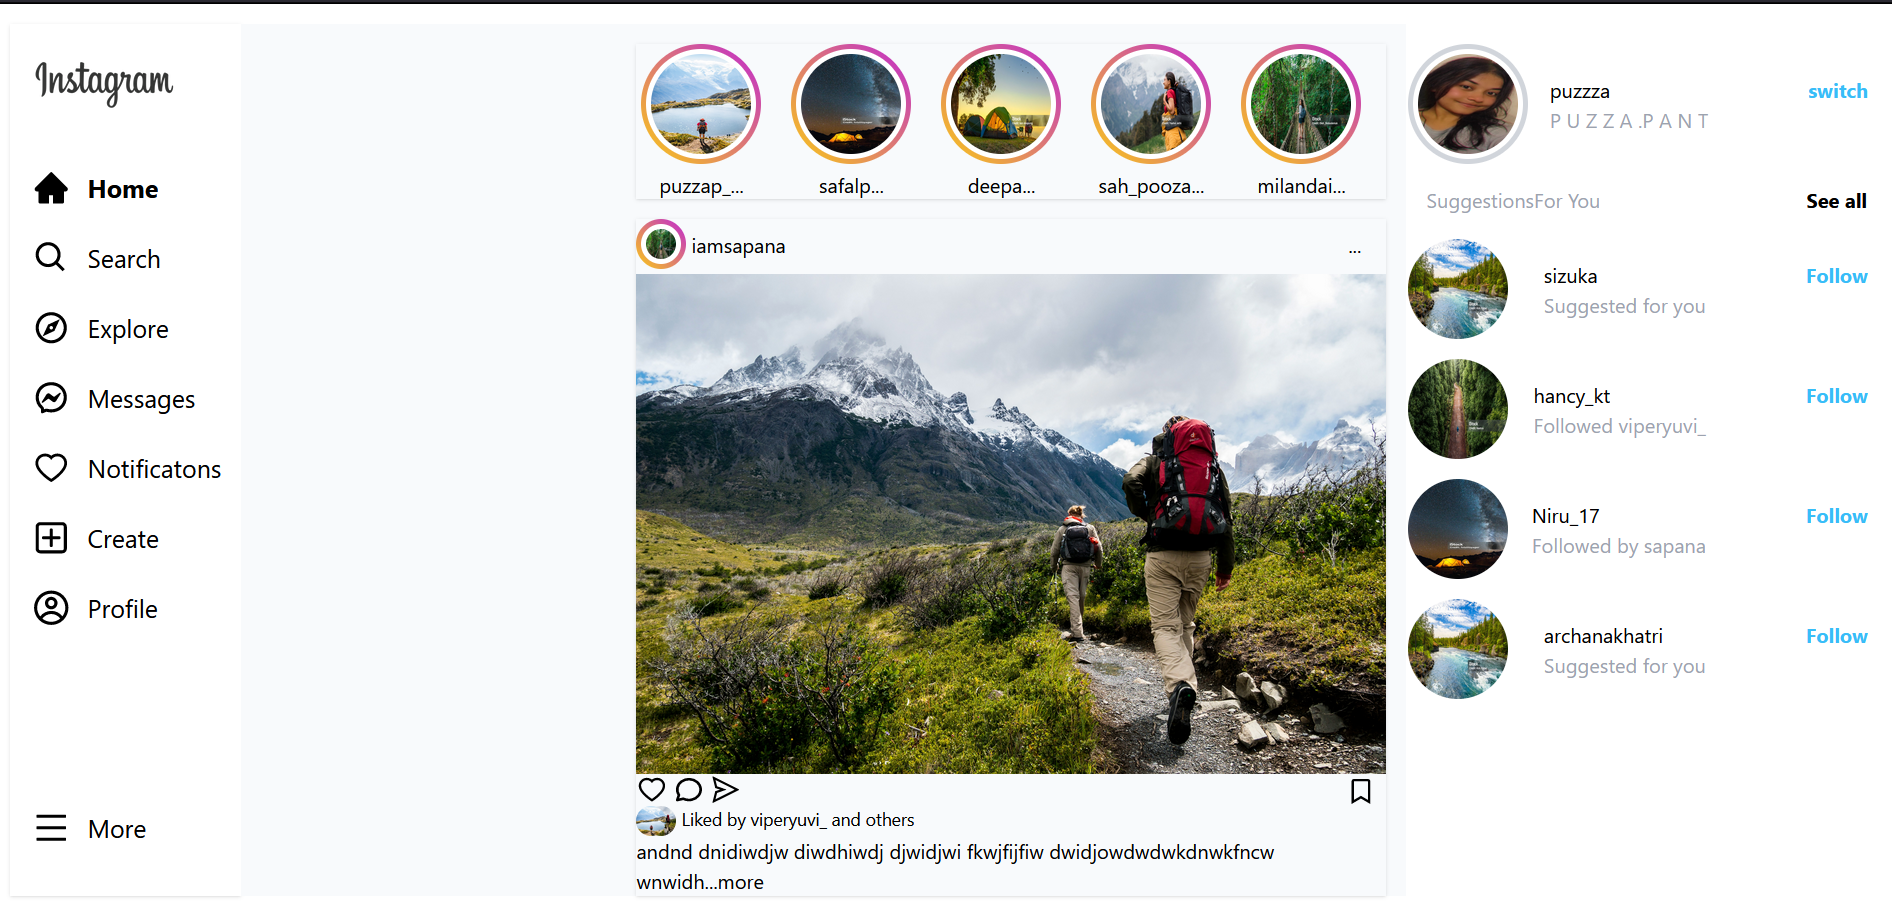 Instagram
Home
Search
Explore
Messages
Notificatons
Create
Profile
More
puzzap_...
safalp...
deepa...
sah_pooza...
milandai...
iamsapana
...
Liked by viperyuvi_ and others
andnd dnidiwdjw diwdhiwdj djwidjwi fkwjfijfiw dwidjowdwdwkdnwkfncw
wnwidh...more
puzzza
switch
P U Z Z A .P A N T
SuggestionsFor You
See all
sizuka
Follow
Suggested for you
hancy_kt
Follow
Followed viperyuvi_
Niru_17
Follow
Followed by sapana
archanakhatri
Follow
Suggested for you